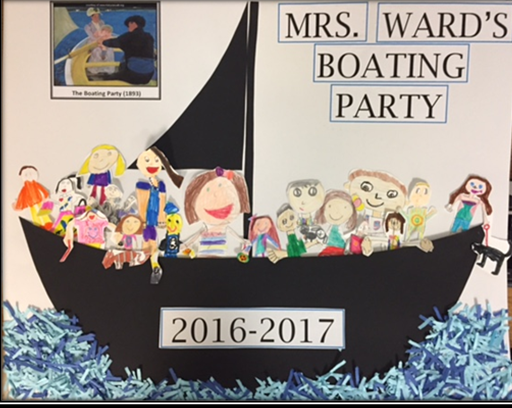 The Boating Party (1893)
MRS. WARD'S
BOATING
PARTY
2016-2017